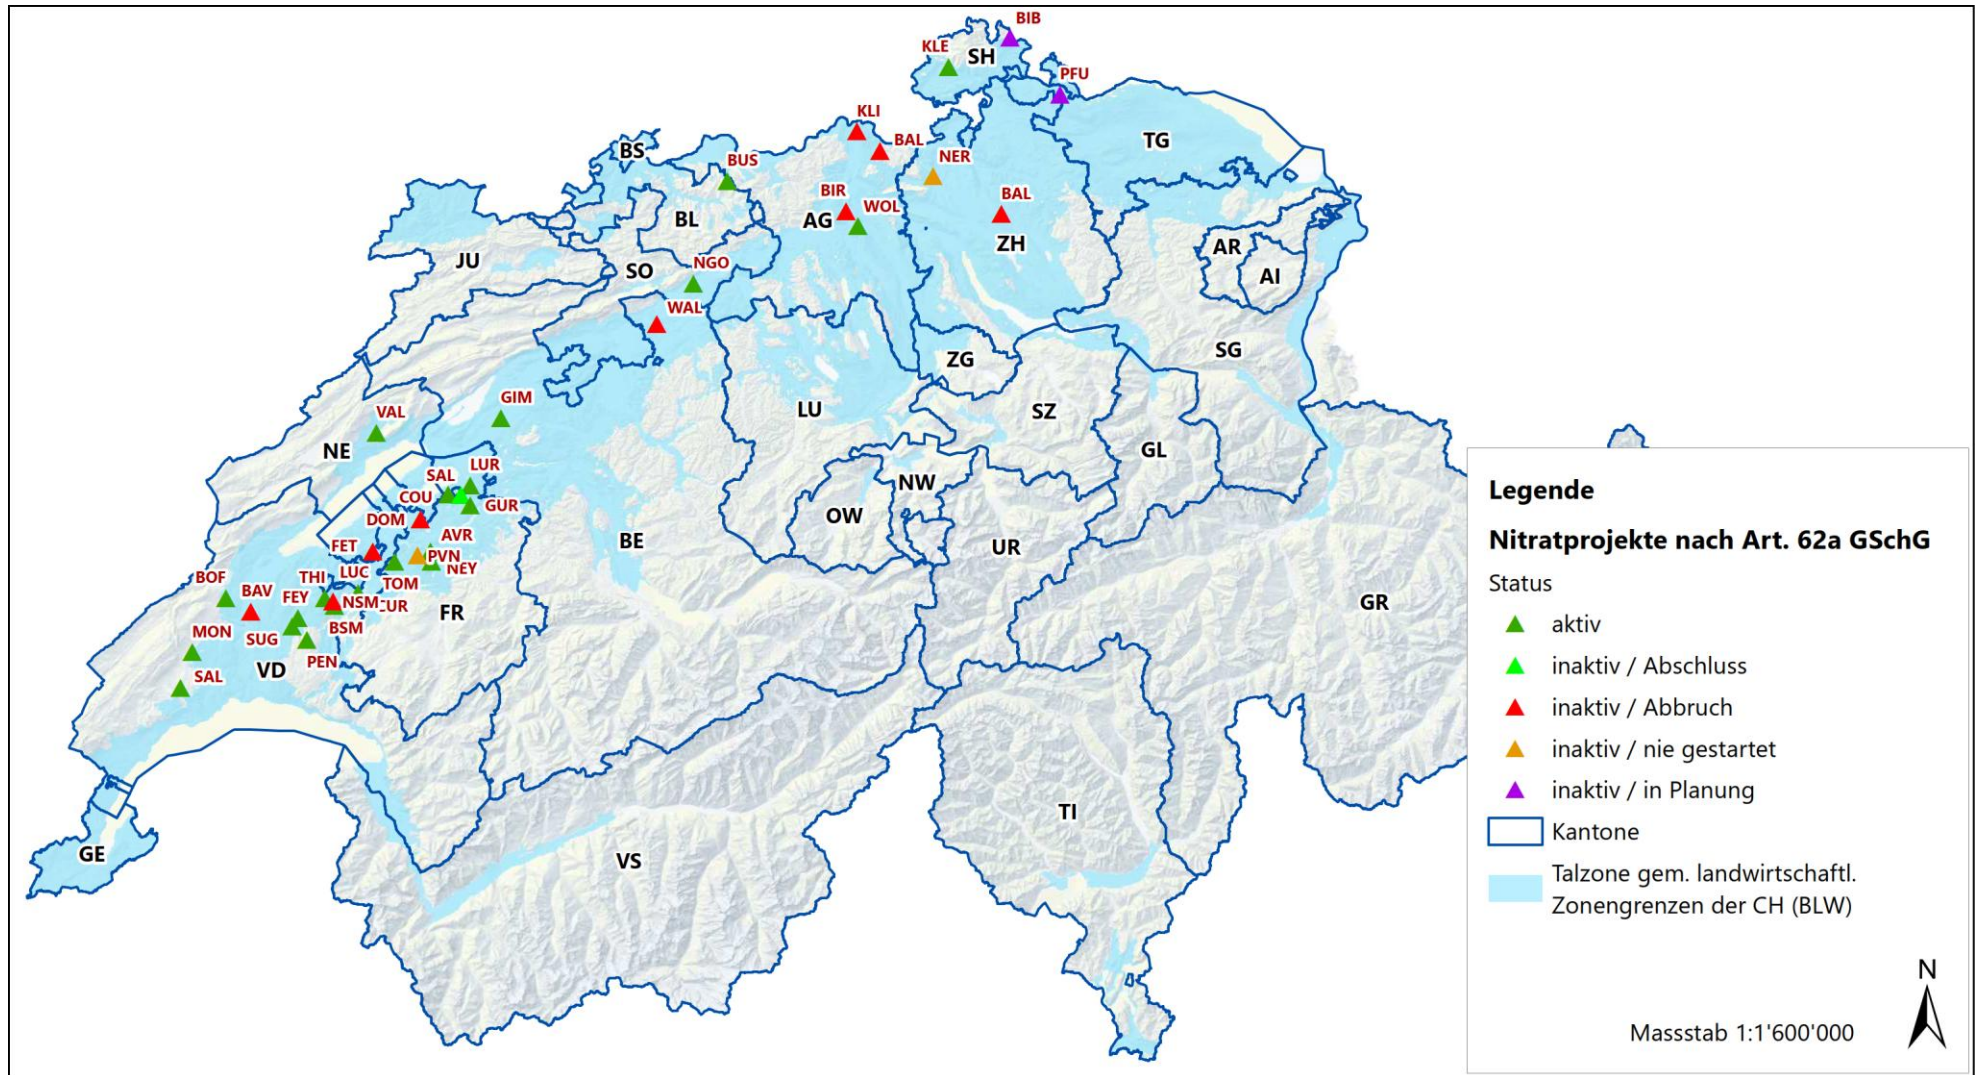 BIB
KLE
SH
PFU
KLI
BAL
TG
BS
BUS
NER
BIR
WOL
BAL
BL
AG
ZH
AR
AI
JU
SO
NGO
WAL
ZG
SG
GIM
VAL
LU
SZ
NE
GL
SAL
LUR
COU
GUR
NW
DOM
OW
AVR
FET
PVN
NEY
BE
UR
BOF
BAV
THI
LUC
TOM
FEY
NSM
CUR
FR
GR
MON
SUG
BSM
PEN
SAL
VD
GE
VS
TI
Legende
Nitratprojekte nach Art. 62a GSchG
Status
aktiv
inaktiv / Abschluss
inaktiv / Abbruch
inaktiv / nie gestartet
inaktiv / in Planung
Kantone
Talzone gem. landwirtschaftl.
Zonengrenzen der CH (BLW)
N
Massstab 1:1'600'000